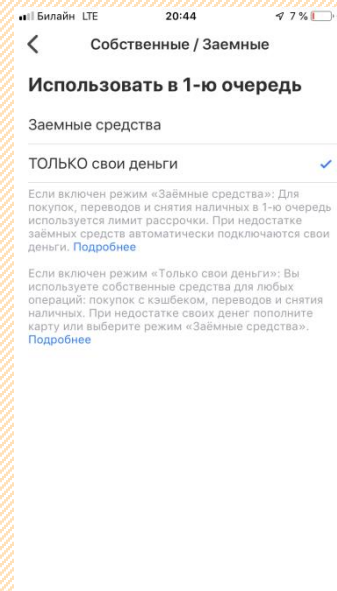 Билайн LTE 20:44 7 %
Собственные / Заемные
Использовать в 1-ю очередь
Заемные средства
ТОЛЬКО свои деньги
Если включен режим «Заёмные средства»: Для
покупок, переводов и снятия наличных в 1-ю очередь
используется лимит рассрочки. При недостатке
заёмных средств автоматически подключаются свои
деньги. Подробнее
Если включен режим «Только свои деньги»: Вы
используете собственные средства для любых
операций: покупок с кэшбеком, переводов и снятия
наличных. При недостатке своих денег пополните
карту или выберите режим «Заёмные средства».
Подробнее